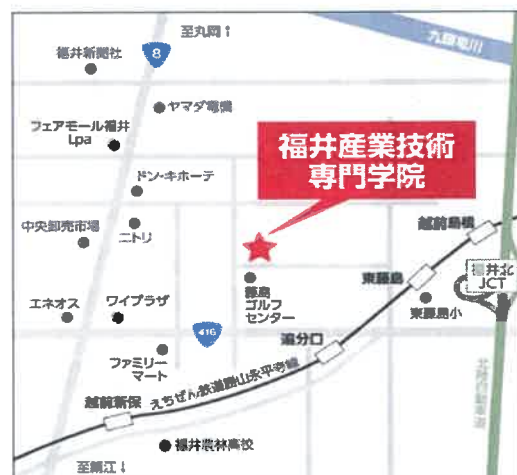 至丸岡↑
九頭竜川
福井新聞社
8
ヤマダ電機
フェアモール福井
Lpa
福井産業技術
専門学院
ドン・キホーテ
中央卸売市場
ニトリ
越前島橋
福井北
JCT
東藤島
藤島
ゴルフ
センター
東藤島小
エネオス
ワイプラザ
416
追分口
ファミリー
マート
えちぜん鉄道勝山永平寺線
越前新保
福井農林高校
至鯖江↓